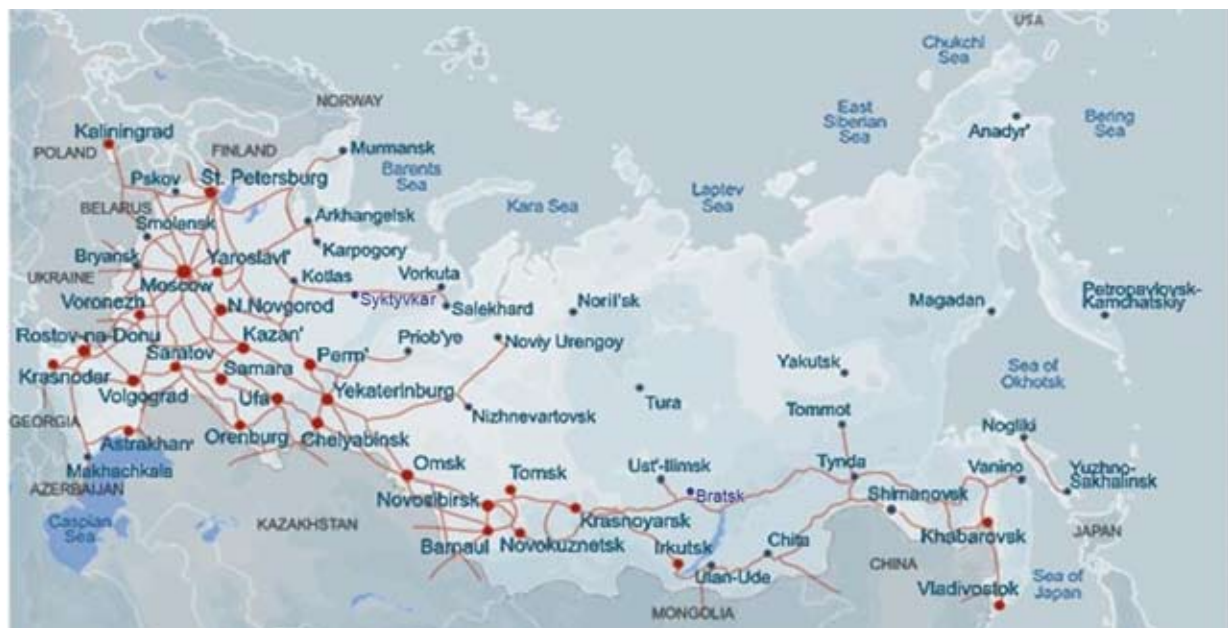 USA
Chukchi
Sea
NORWAY
East
Siberian
Sea
Anadyr'
Bering
Sea
Kaliningrad
POLAND
FINLAND
Murmansk
Pskov
St. Petersburg
Barents
Sea
Laptev
Sea
Kara Sea
BELARUS
Smolensk
Arkhangelsk
Karpogory
Bryansk
Yaroslavl'
UKRAINE
Moscow
Kotlas
Vorkuta
Syktyvkar
Salekhard
Noril'sk
Magadan
Petropavlovsk-
Kamchatskiy
Voronezh
N.Novgorod
Rostov-na-Donu
Kazan'
Priob'ye
Noviy Urengoy
Saratov
Perm'
Yakutsk
Sea of
Okhotsk
Krasnodar
Samara
Volgograd
Ufa
Yekaterinburg
Tura
Nizhnevartovsk
Tommot
GEORGIA
Astrakhan'
Orenburg
Chelyabinsk
Nogliki
Makhachkala
Omsk
Tomsk
Ust'-Ilimsk
Tynda
Vanino
Yuzhno-
Sakhalinsk
AZERBAIJAN
Novosibirsk
Bratsk
Shimanovsk
Caspian
Sea
KAZAKHSTAN
Krasnoyarsk
Khabarovsk
JAPAN
Barnaul
Novokuznetsk
Irkutsk
Chita
CHINA
Ulan-Ude
Vladivostok
Sea of
Japan
MONGOLIA